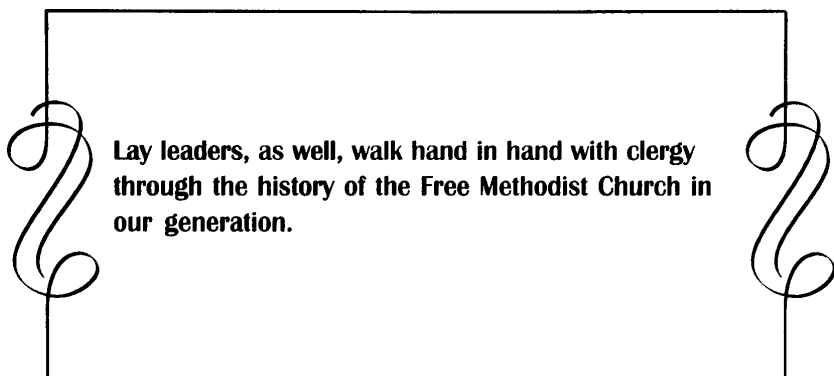 Lay leaders, as well, walk hand in hand with clergy
through the history of the Free Methodist Church in
our generation.